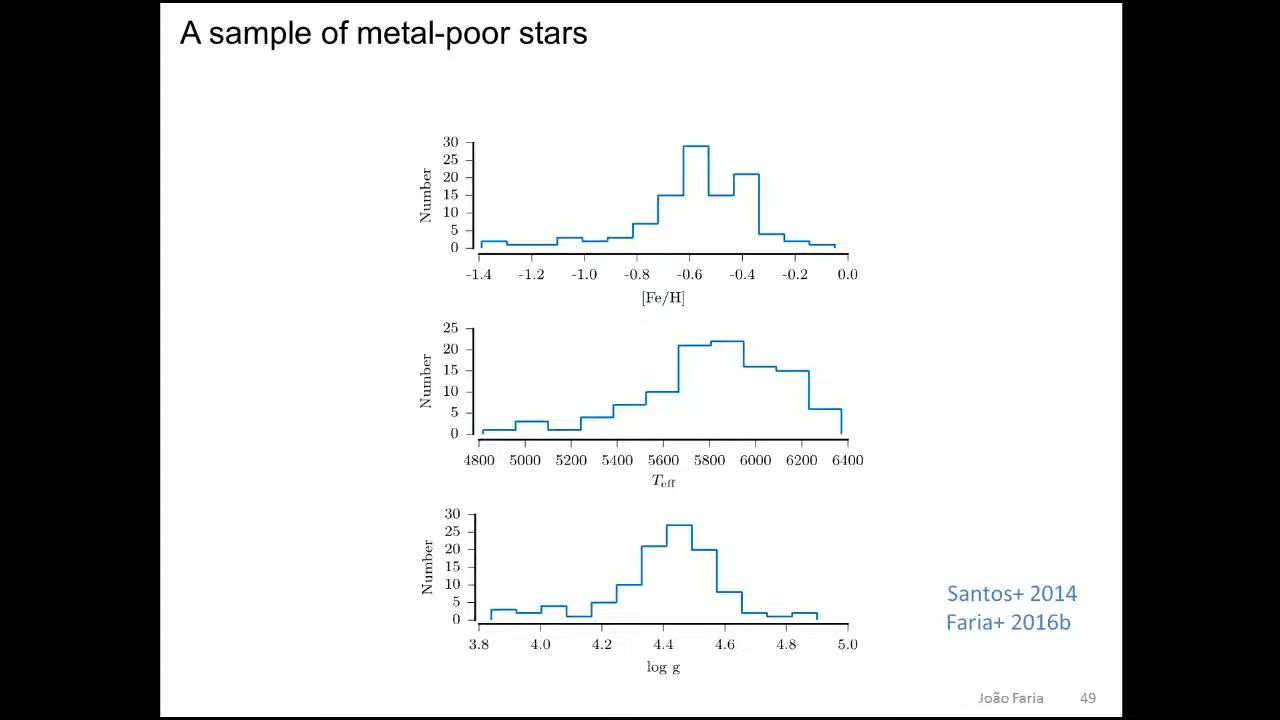 A sample of metal-poor stars
30
25
20
15
10
5
0
Number
-1.4 -1.2 -1.0 -0.8 -0.6 -0.4 -0.2 0.0
[Fe/H]
25
20
15
10
5
0
Number
4800 5000 5200 5400 5600 5800 6000 6200 6400
Teff
30
25
20
15
10
5
0
Number
3.8 4.0 4.2 4.4 4.6 4.8 5.0
log g
Santos+ 2014
Faria+ 2016b
João Faria 49